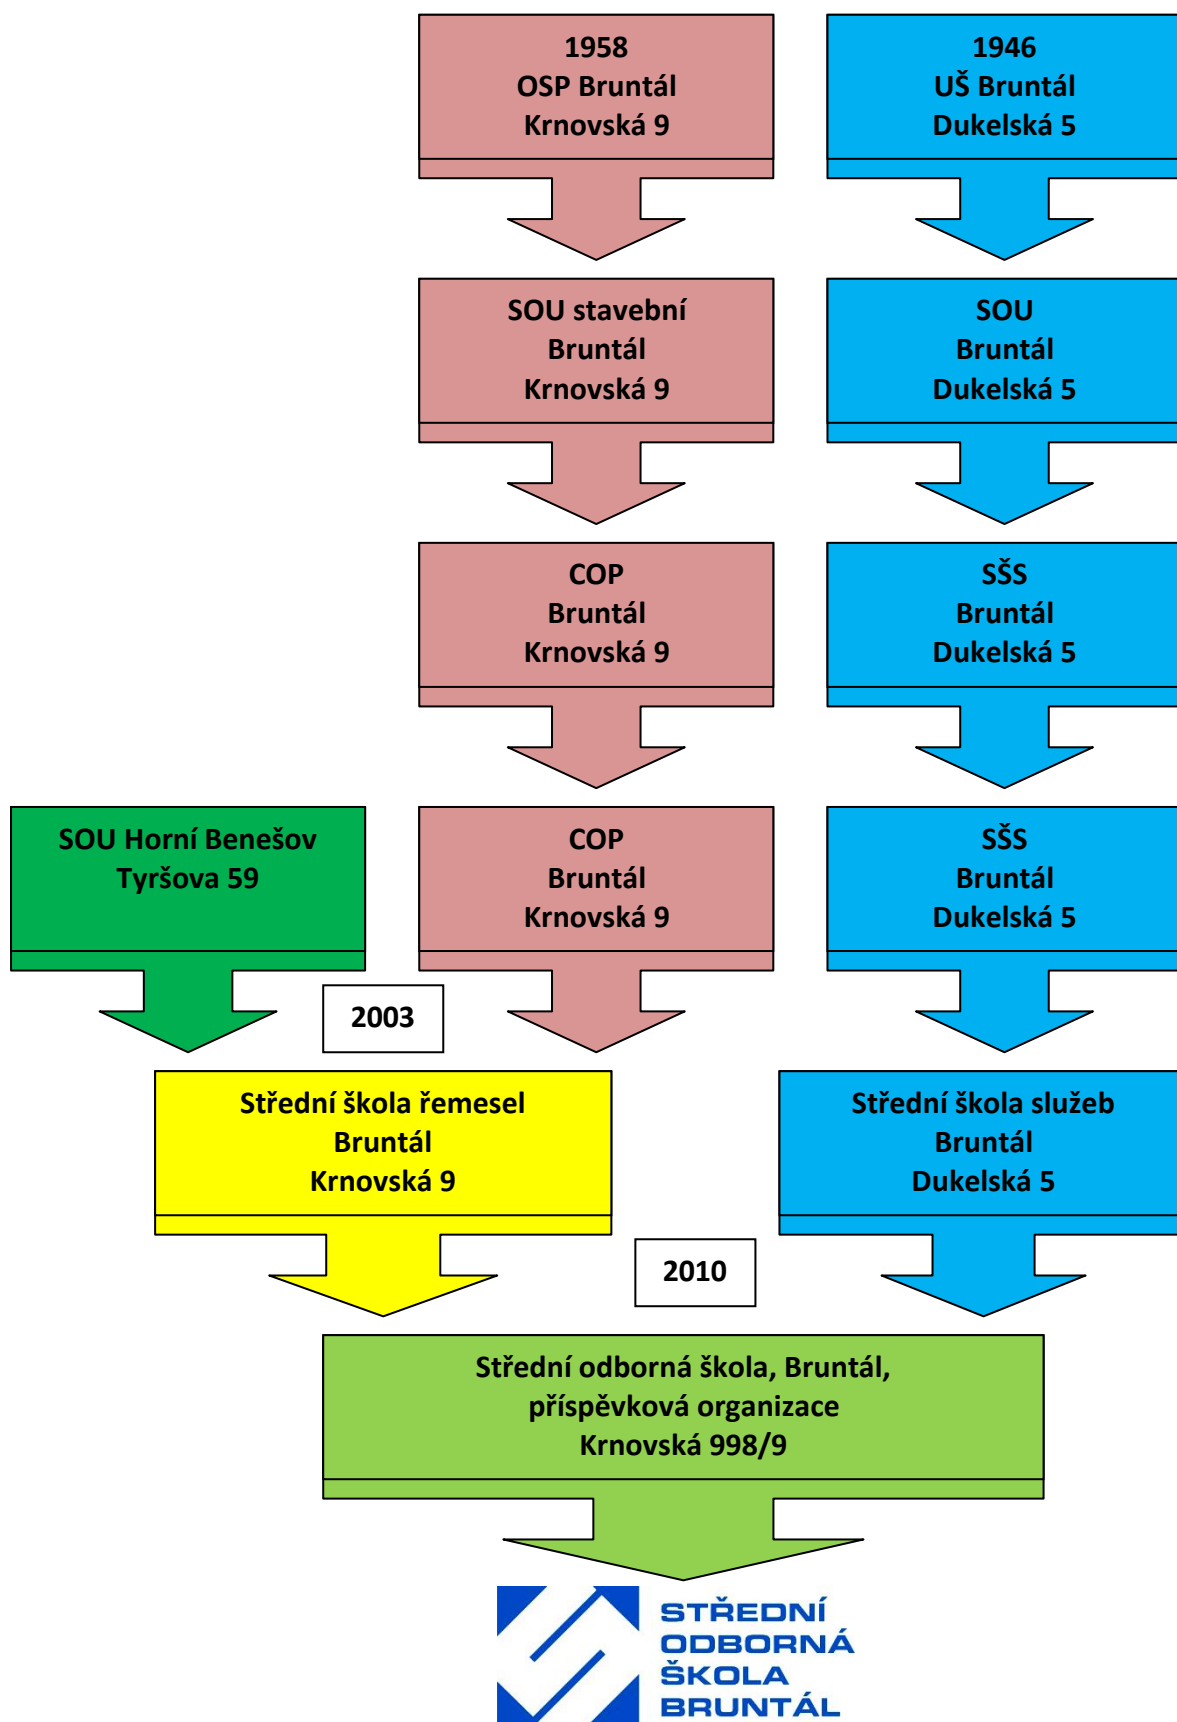 1958
OSP Bruntál
Krnovská 9
1946
UŠ Bruntál
Dukelská 5
SOU stavební
Bruntál
Krnovská 9
SOU
Bruntál
Dukelská 5
COP
Bruntál
Krnovská 9
SŠS
Bruntál
Dukelská 5
SOU Horní Benešov
Tyršova 59
COP
Bruntál
Krnovská 9
SŠS
Bruntál
Dukelská 5
2003
Střední škola řemesel
Bruntál
Krnovská 9
Střední škola služeb
Bruntál
Dukelská 5
2010
Střední odborná škola, Bruntál,
příspěvková organizace
Krnovská 998/9
STŘEDNÍ
ODBORNÁ
ŠKOLA
BRUNTÁL